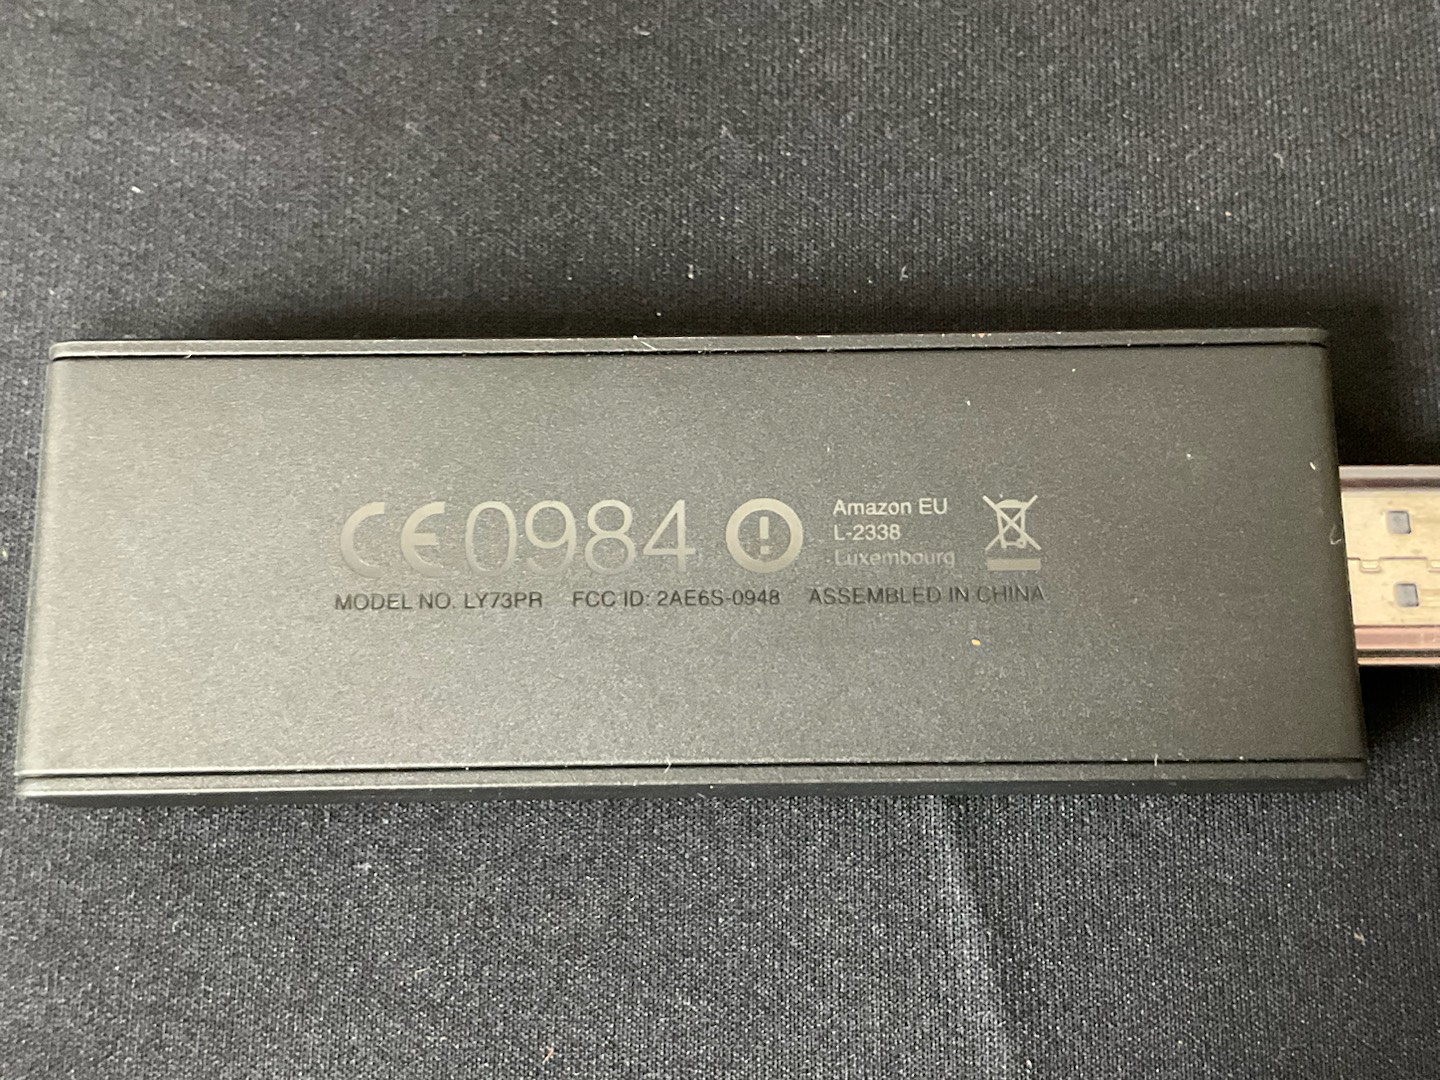 CE0984 Amazon EU
L-2338
Luxembourg
MODEL NO. LY73PR FCC ID: 2AE6S-0948 ASSEMBLED IN CHINA